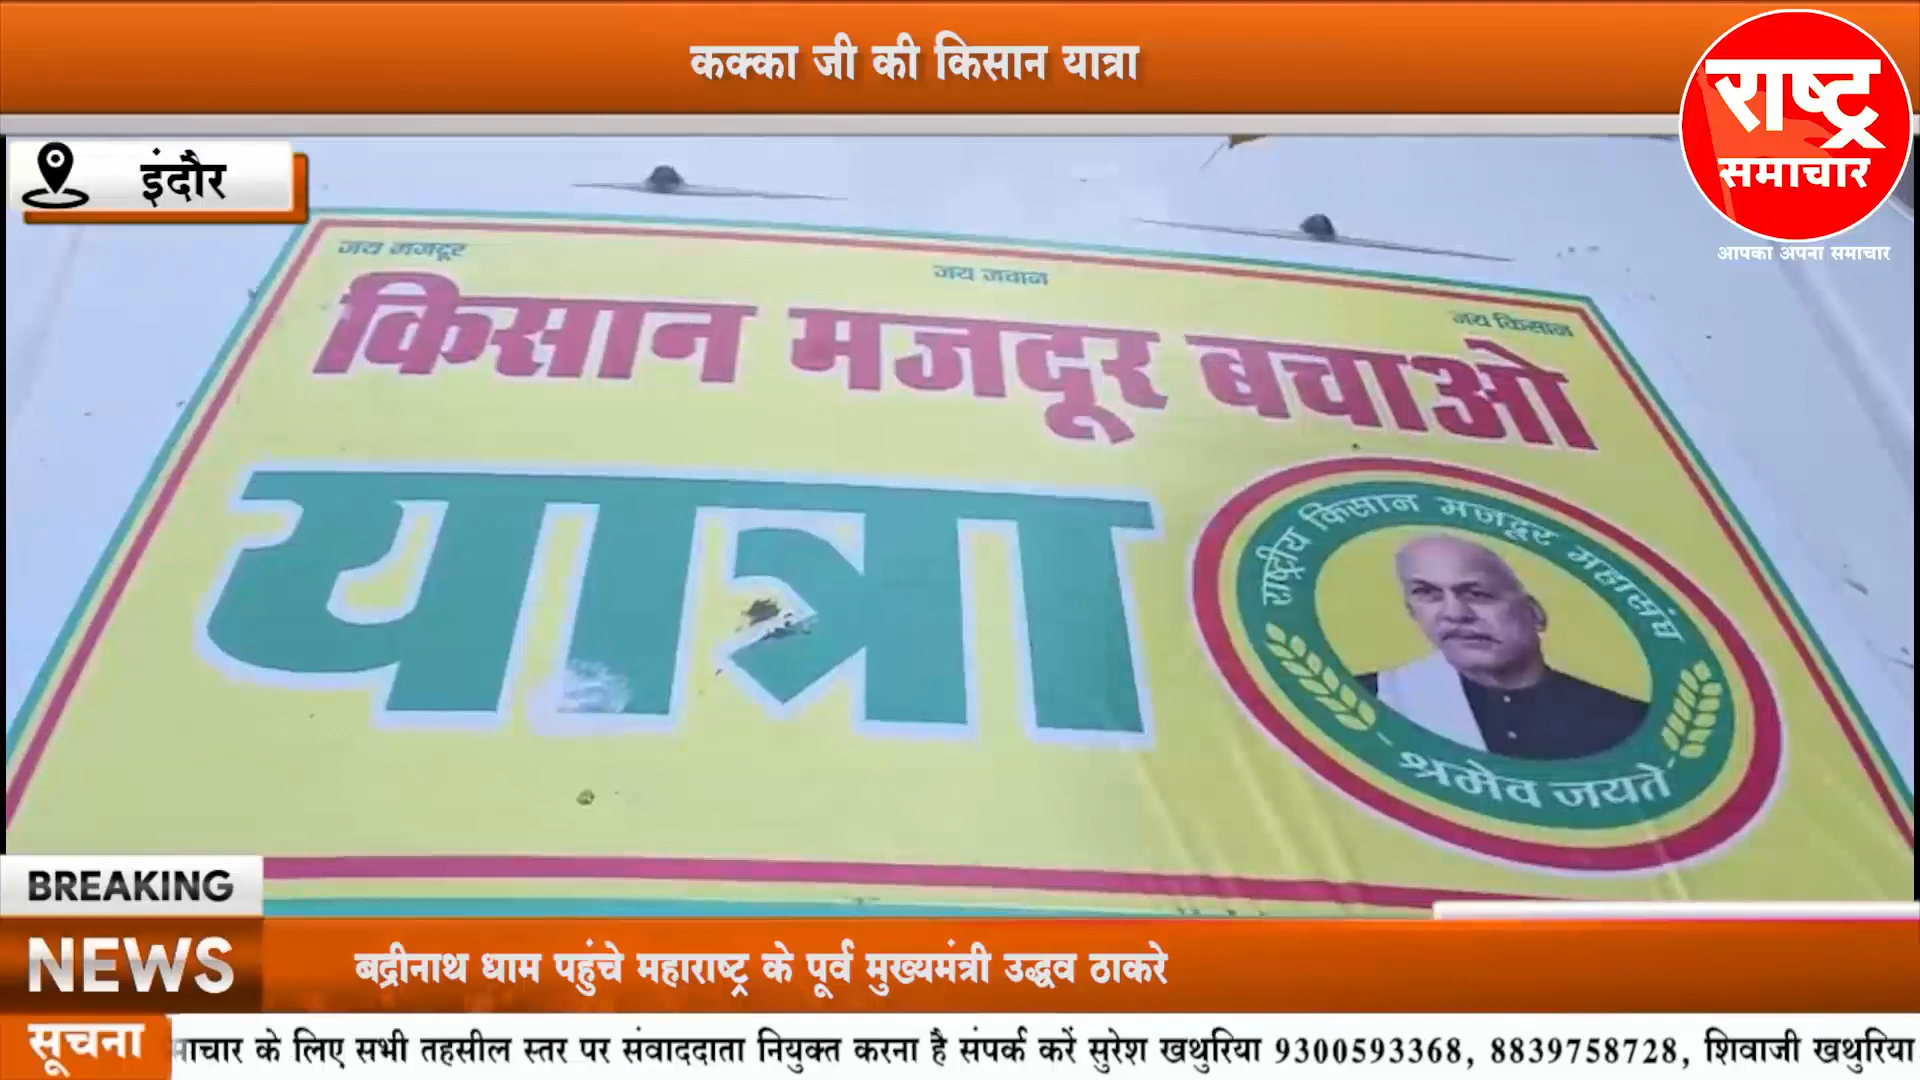 कक्का जी की किसान यात्रा
राष्ट्र
समाचार
आपका अपना समाचार
इंदौर
जय मजदूर
जय जवान
जय किसान
किसान मजदूर बचाओ
यात्रा
राष्ट्रीय किसान मजदूर महासंघ
श्रमेव जयते
BREAKING
NEWS
बद्रीनाथ धाम पहुंचे महाराष्ट्र के पूर्व मुख्यमंत्री उद्धव ठाकरे
सूचना
माचार के लिए सभी तहसील स्तर पर संवाददाता नियुक्त करना है संपर्क करें सुरेश खथुरिया 9300593368, 8839758728, शिवाजी खथुरिया